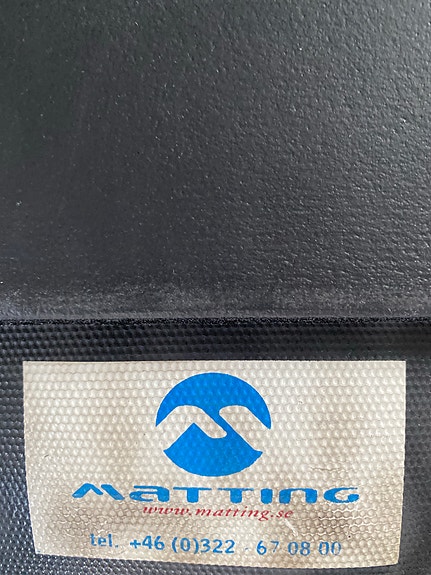 MATTING
www.matting.se
tel. +46 (0)322 - 67 08 00